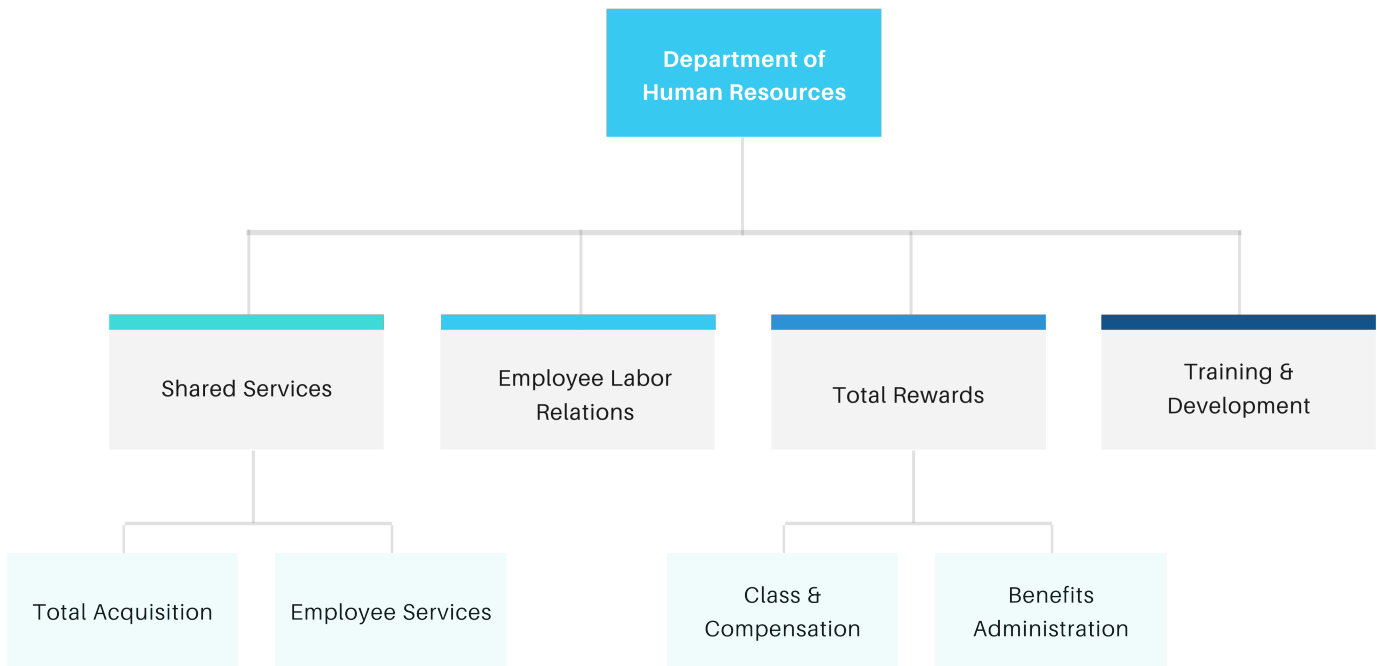 Department of
Human Resources
Shared Services
Employee Labor
Relations
Total Rewards
Training &
Development
Total Acquisition
Employee Services
Class &
Compensation
Benefits
Administration